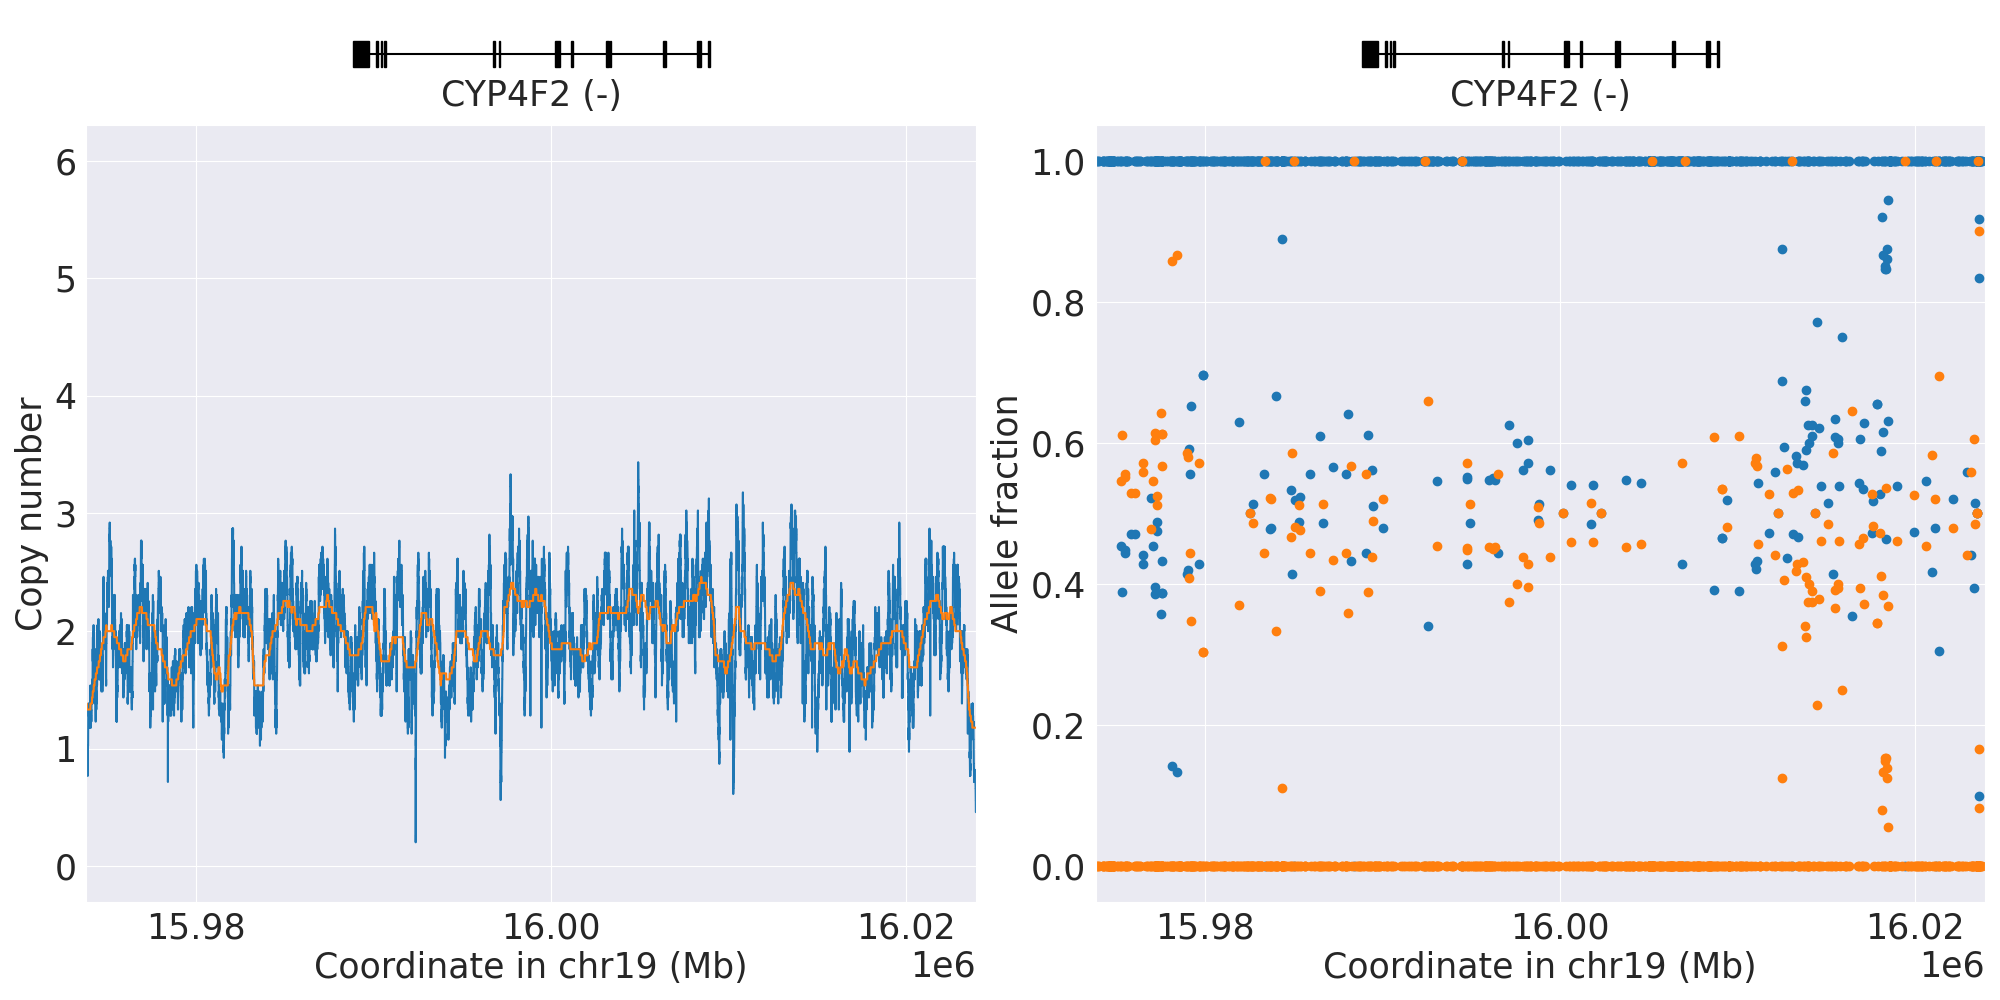 CYP4F2 (-)
Copy number
6
5
4
3
2
1
0
15.98
16.00
16.02
Coordinate in chr19 (Mb)
1e6
CYP4F2 (-)
Allele fraction
1.0
0.8
0.6
0.4
0.2
0.0
15.98
16.00
16.02
Coordinate in chr19 (Mb)
1e6